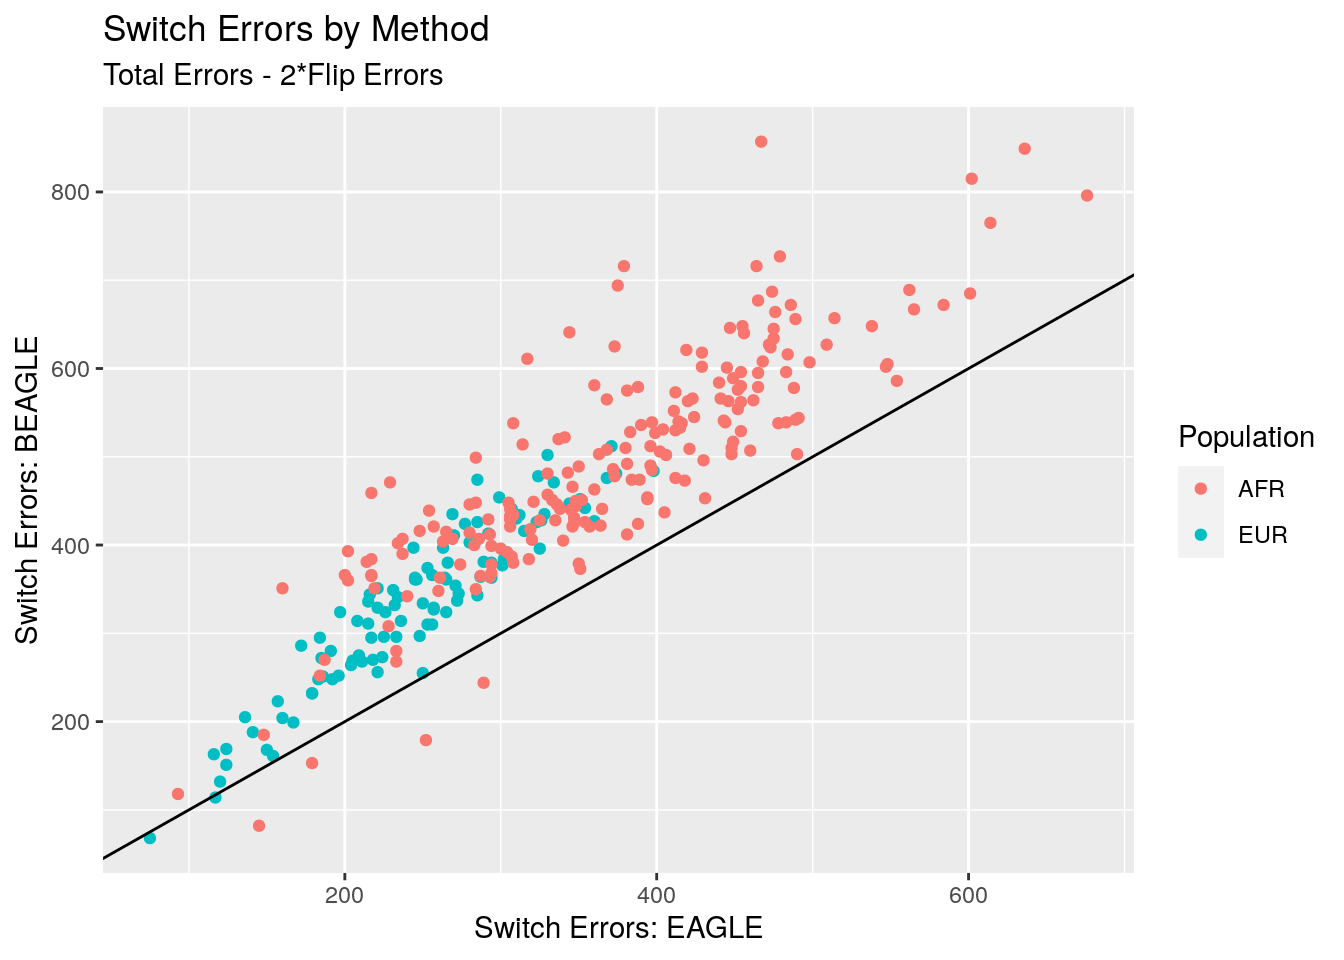 Switch Errors by Method
Total Errors - 2*Flip Errors
Switch Errors: BEAGLE
800
600
400
200
200
400
600
Switch Errors: EAGLE
Population
AFR
EUR